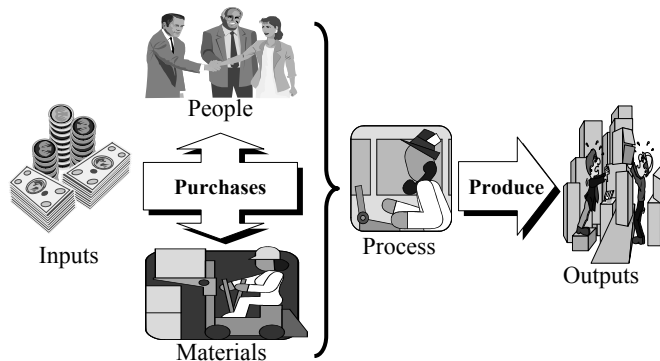 People
Purchases
Inputs
Materials
Process
Produce
Outputs